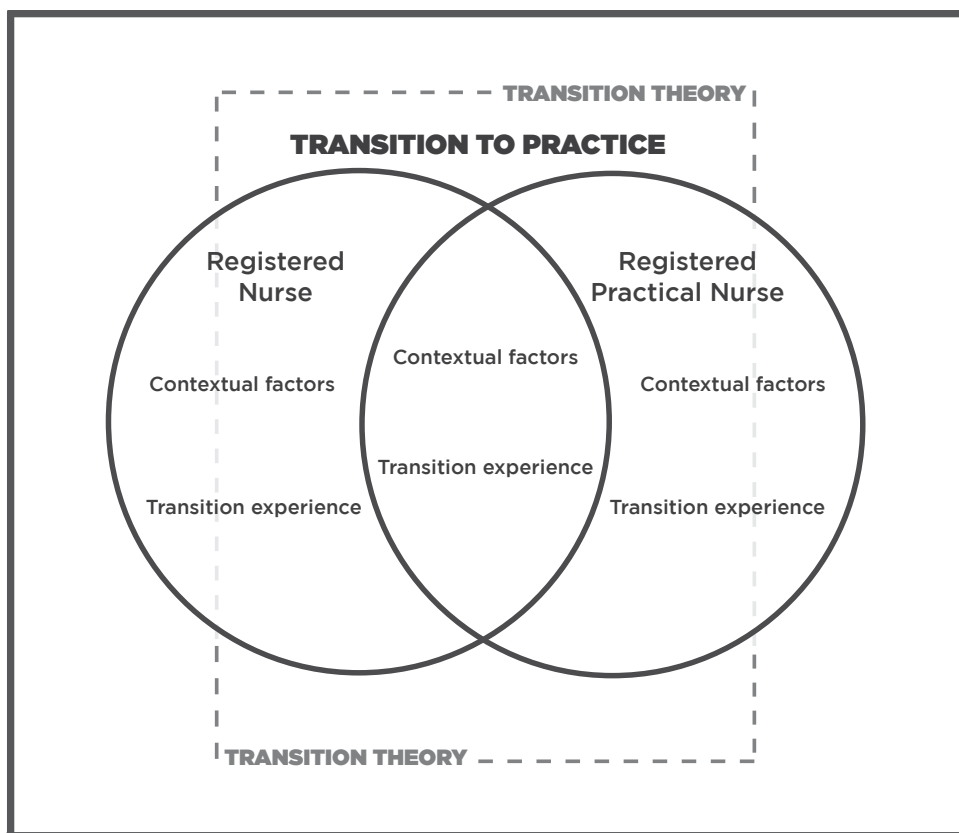 TRANSITION THEORY
TRANSITION TO PRACTICE
Registered
Nurse
Contextual factors
Transition experience
Contextual factors
Transition experience
Registered
Practical Nurse
Contextual factors
Transition experience
TRANSITION THEORY